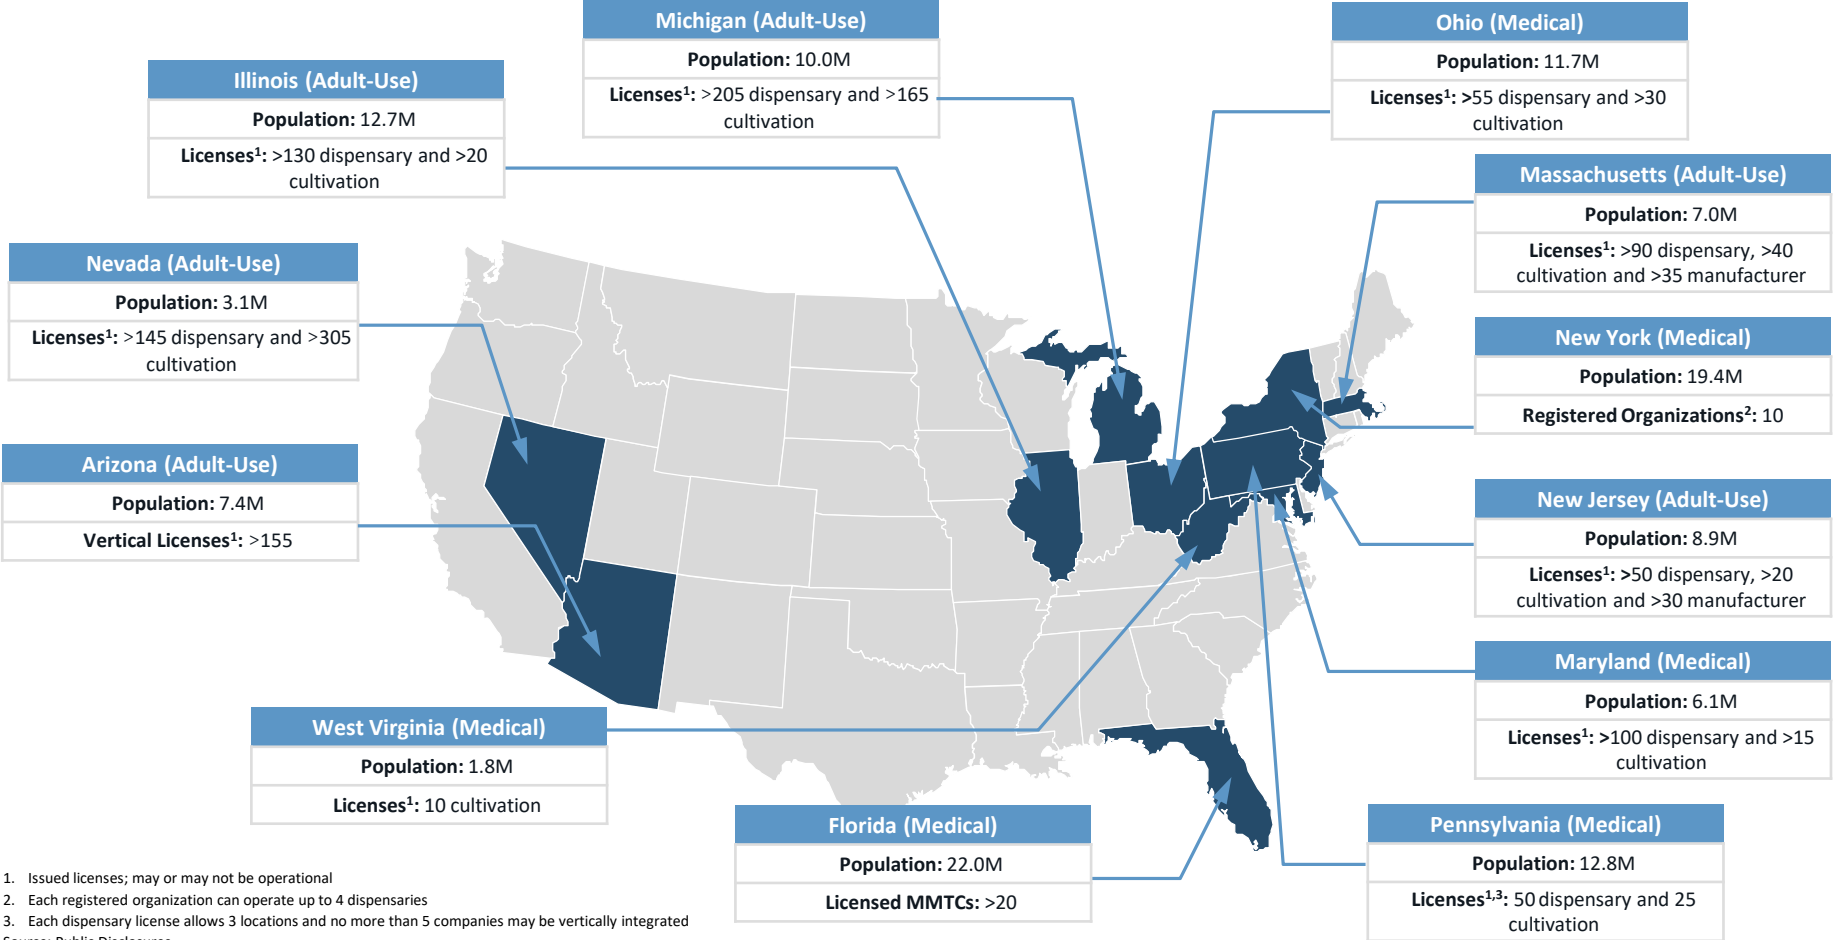 Michigan (Adult-Use)
Population: 10.0M
Licenses¹: >205 dispensary and >165
cultivation
Ohio (Medical)
Population: 11.7M
Licenses¹: >55 dispensary and >30
cultivation
Illinois (Adult-Use)
Population: 12.7M
Licenses¹: >130 dispensary and >20
cultivation
Massachusetts (Adult-Use)
Population: 7.0M
Licenses¹: >90 dispensary, >40
cultivation and >35 manufacturer
Nevada (Adult-Use)
Population: 3.1M
Licenses¹: >145 dispensary and >305
cultivation
New York (Medical)
Population: 19.4M
Registered Organizations²: 10
Arizona (Adult-Use)
Population: 7.4M
Vertical Licenses¹: >155
New Jersey (Adult-Use)
Population: 8.9M
Licenses¹: >50 dispensary, >20
cultivation and >30 manufacturer
Maryland (Medical)
Population: 6.1M
Licenses¹: >100 dispensary and >15
cultivation
West Virginia (Medical)
Population: 1.8M
Licenses¹: 10 cultivation
Florida (Medical)
Population: 22.0M
Licensed MMTCs: >20
Pennsylvania (Medical)
Population: 12.8M
Licenses¹,³: 50 dispensary and 25
cultivation
1. Issued licenses; may or may not be operational
2. Each registered organization can operate up to 4 dispensaries
3. Each dispensary license allows 3 locations and no more than 5 companies may be vertically integrated
Source: Public Disclosures